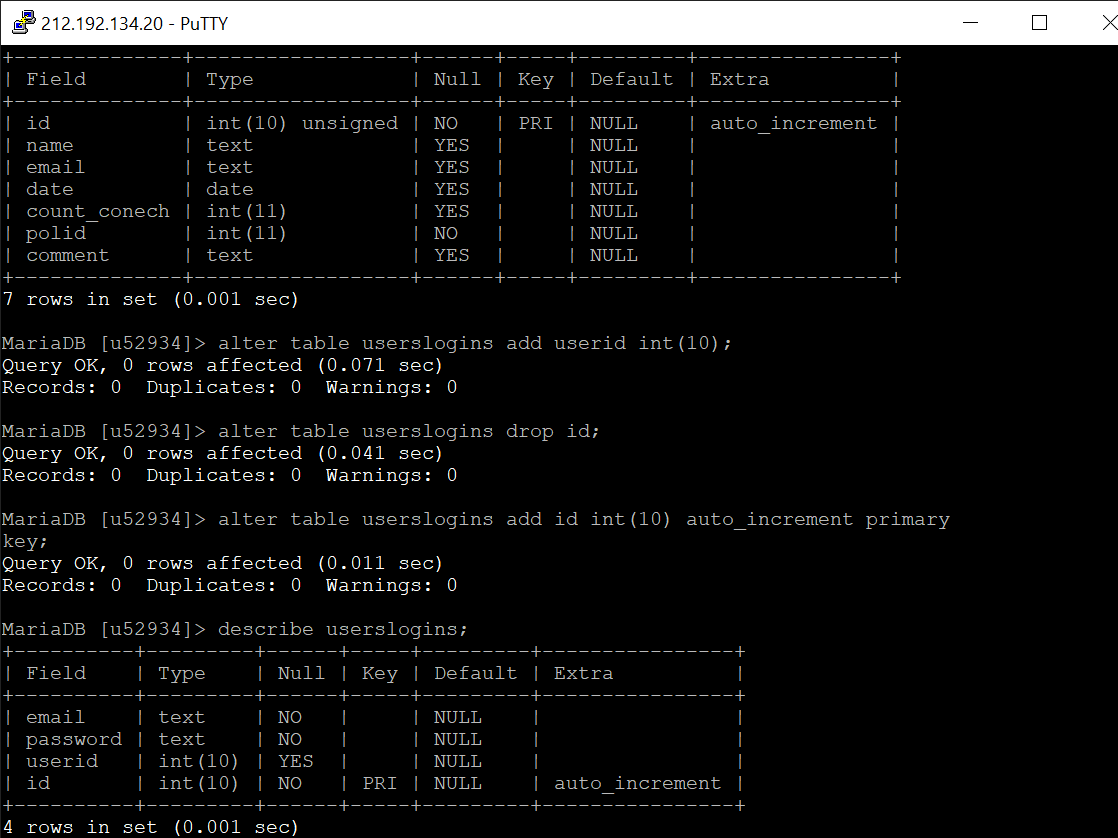 212.192.134.20 - PuTTY
+--------------+------------------+------+-----+---------+----------------+
| Field        | Type             | Null | Key | Default | Extra          |
+--------------+------------------+------+-----+---------+----------------+
| id           | int(10) unsigned | NO   | PRI | NULL    | auto_increment |
| name         | text             | YES  |     | NULL    |                |
| email        | text             | YES  |     | NULL    |                |
| date         | date             | YES  |     | NULL    |                |
| count_conech | int(11)          | YES  |     | NULL    |                |
| polid        | int(11)          | NO   |     | NULL    |                |
| comment      | text             | YES  |     | NULL    |                |
+--------------+------------------+------+-----+---------+----------------+
7 rows in set (0.001 sec)

MariaDB [u52934]> alter table userslogins add userid int(10);
Query OK, 0 rows affected (0.071 sec)
Records: 0  Duplicates: 0  Warnings: 0

MariaDB [u52934]> alter table userslogins drop id;
Query OK, 0 rows affected (0.041 sec)
Records: 0  Duplicates: 0  Warnings: 0

MariaDB [u52934]> alter table userslogins add id int(10) auto_increment primary
key;
Query OK, 0 rows affected (0.011 sec)
Records: 0  Duplicates: 0  Warnings: 0

MariaDB [u52934]> describe userslogins;
+----------+---------+------+-----+---------+----------------+
| Field    | Type    | Null | Key | Default | Extra          |
+----------+---------+------+-----+---------+----------------+
| email    | text    | NO   |     | NULL    |                |
| password | text    | NO   |     | NULL    |                |
| userid   | int(10) | YES  |     | NULL    |                |
| id       | int(10) | NO   | PRI | NULL    | auto_increment |
+----------+---------+------+-----+---------+----------------+
4 rows in set (0.001 sec)